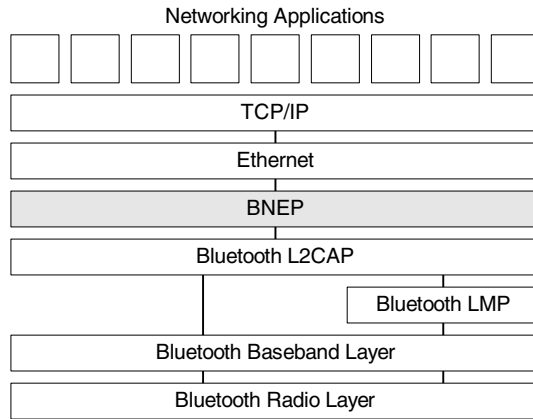 Networking Applications
TCP/IP
Ethernet
BNEP
Bluetooth L2CAP
Bluetooth LMP
Bluetooth Baseband Layer
Bluetooth Radio Layer